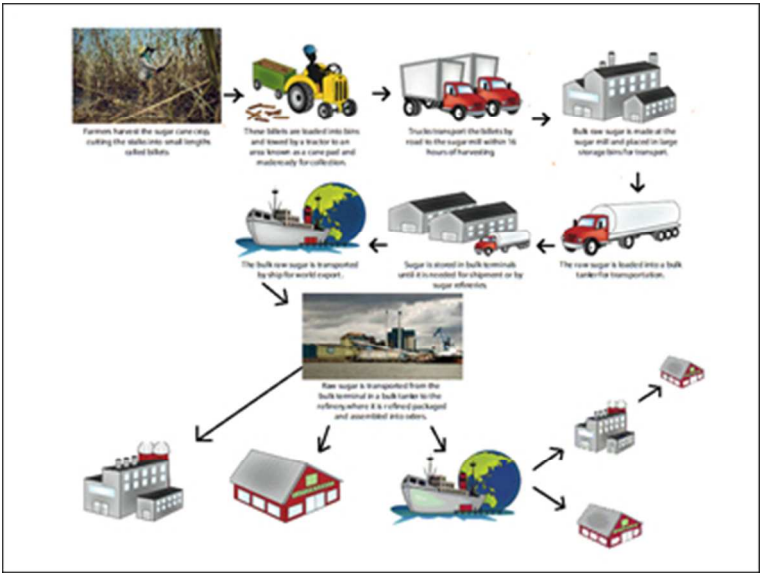 Farmers harvest the sugar cane crop,
cutting the stalks into small lengths
called billets.
These billets are loaded into bins
and towed by a tractor to an
area known as a cane pad and
made ready for collection.
Trucks transport the billets by
road to the sugar mill within 16
hours of harvesting.
Bulk raw sugar is made at the
sugar mill and placed in large
storage bins for transport.
The bulk raw sugar is transported
by ship for world export.
Sugar is stored in bulk terminals
until it is needed for shipment or by
sugar refineries.
The raw sugar is loaded into a bulk
tanker for transportation.
Raw sugar is transported from the
bulk terminal in a bulk tanker to the
refinery, where it is refined packaged
and assembled into